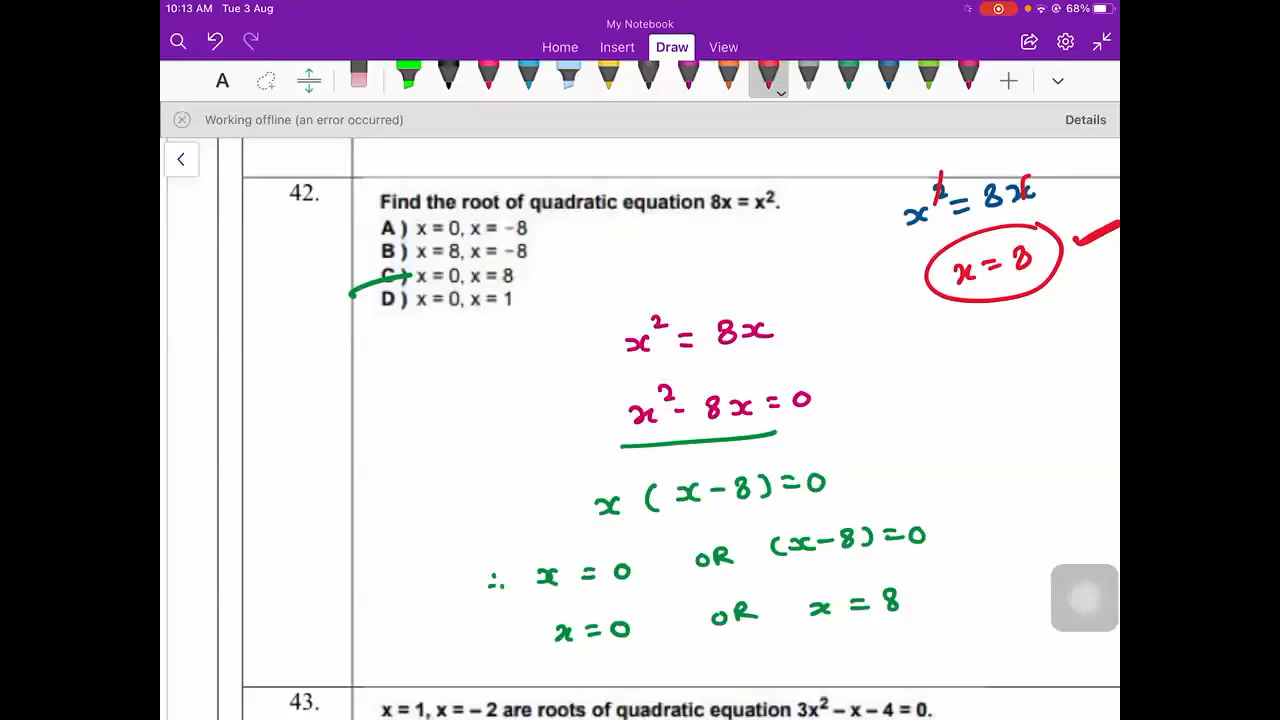 10:13 AM Tue 3 Aug
68%
My Notebook
Home Insert Draw View
A
Working offline (an error occurred)
Details
42.
Find the root of quadratic equation 8x = x².
A ) x = 0, x = −8
B ) x = 8, x = −8
C ) x = 0, x = 8
D ) x = 0, x = 1
x² = 8x
x = 8
x² = 8x
x² - 8x = 0
x ( x - 8 ) = 0
∴ x = 0 OR (x - 8) = 0
x = 0 OR x = 8
43.
x = 1, x = − 2 are roots of quadratic equation 3x² − x − 4 = 0.